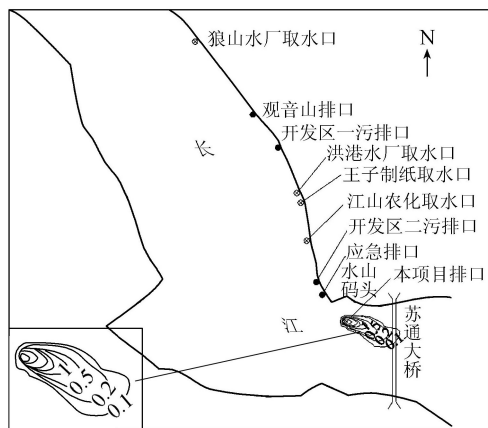 狼山水厂取水口
N
观音山排口
开发区一污排口
长
洪港水厂取水口
王子制纸取水口
江山农化取水口
开发区二污排口
应急排口
水山
码头
本项目排口
江
苏通大桥
1
0.5
0.2
0.1